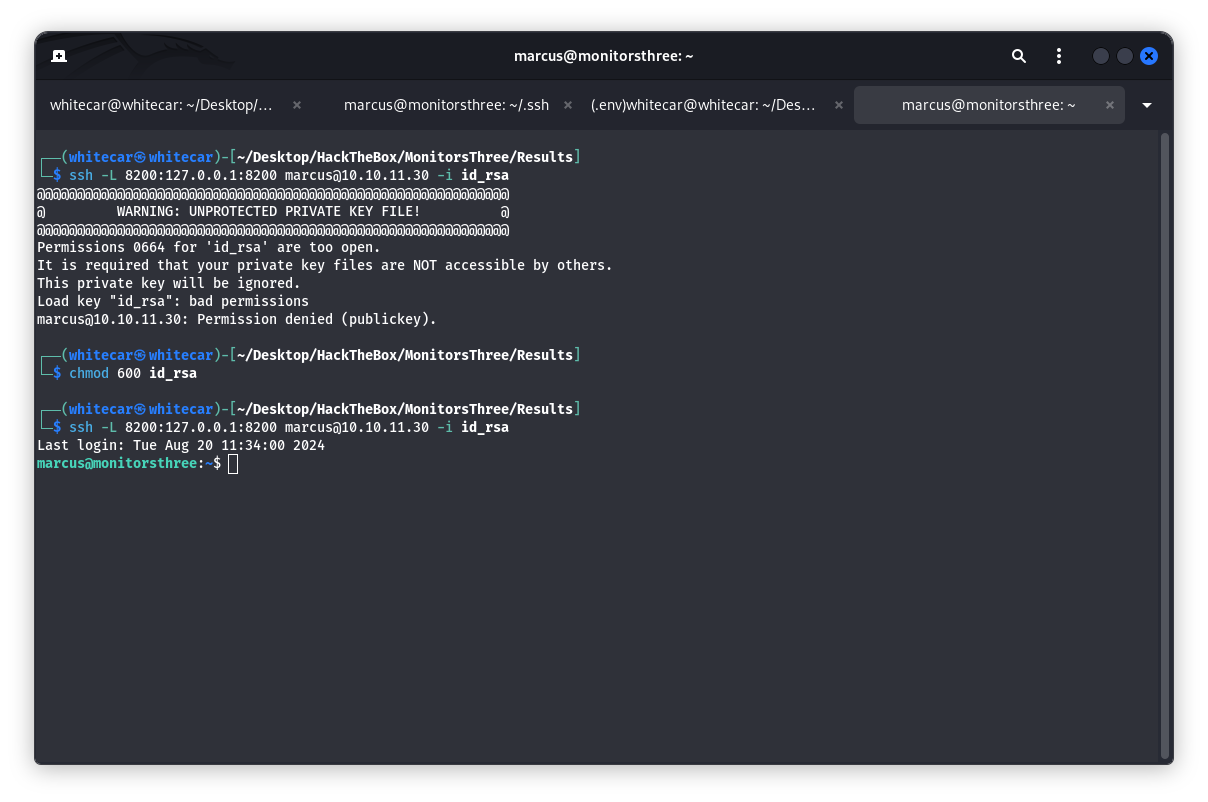 marcus@monitorsthree: ~
whitecar@whitecar: ~/Desktop/... marcus@monitorsthree: ~/.ssh (.env)whitecar@whitecar: ~/Des... marcus@monitorsthree: ~
┌──(whitecar㉿whitecar)-[~/Desktop/HackTheBox/MonitorsThree/Results]
└─$ ssh -L 8200:127.0.0.1:8200 marcus@10.10.11.30 -i id_rsa
@@@@@@@@@@@@@@@@@@@@@@@@@@@@@@@@@@@@@@@@@@@@@@@@@@@@@@@@@@@
@         WARNING: UNPROTECTED PRIVATE KEY FILE!          @
@@@@@@@@@@@@@@@@@@@@@@@@@@@@@@@@@@@@@@@@@@@@@@@@@@@@@@@@@@@
Permissions 0664 for 'id_rsa' are too open.
It is required that your private key files are NOT accessible by others.
This private key will be ignored.
Load key "id_rsa": bad permissions
marcus@10.10.11.30: Permission denied (publickey).
┌──(whitecar㉿whitecar)-[~/Desktop/HackTheBox/MonitorsThree/Results]
└─$ chmod 600 id_rsa
┌──(whitecar㉿whitecar)-[~/Desktop/HackTheBox/MonitorsThree/Results]
└─$ ssh -L 8200:127.0.0.1:8200 marcus@10.10.11.30 -i id_rsa
Last login: Tue Aug 20 11:34:00 2024
marcus@monitorsthree:~$